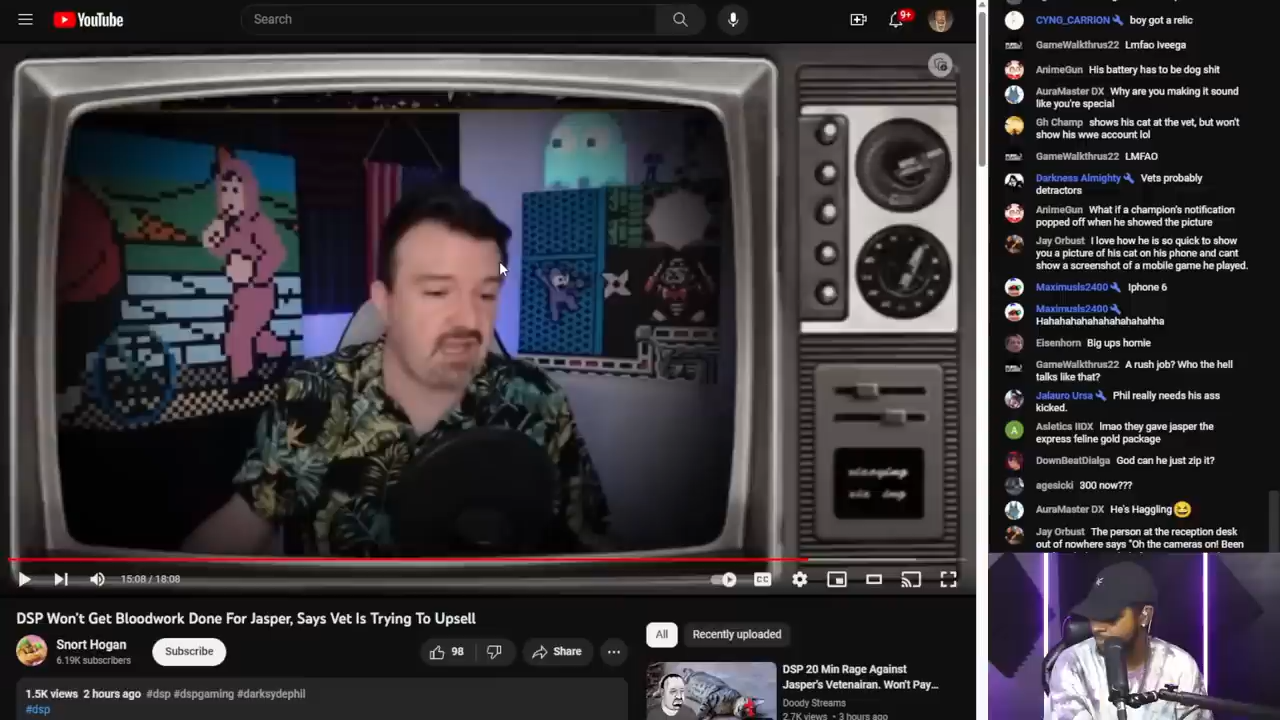 YouTube
Search
9+
15:08 / 18:08
CC
DSP Won't Get Bloodwork Done For Jasper, Says Vet Is Trying To Upsell
Snort Hogan
6.19K subscribers
Subscribe
98
Share
1.5K views 2 hours ago #dsp #dspgaming #darksydephil
#dsp
All
Recently uploaded
DSP 20 Min Rage Against
Jasper's Vetenairan. Won't Pay...
Doody Streams
2.7K views • 3 hours ago
CYNG_CARRION boy got a relic
GameWalkthrus22 Lmfao Iveega
AnimeGun His battery has to be dog shit
AuraMaster DX Why are you making it sound
like you're special
Gh Champ shows his cat at the vet, but won't
show his wwe account lol
GameWalkthrus22 LMFAO
Darkness Almighty Vets probably
detractors
AnimeGun What if a champion's notification
popped off when he showed the picture
Jay Orbust I love how he is so quick to show
you a picture of his cat on his phone and cant
show a screenshot of a mobile game he played.
Maximusls2400 Iphone 6
Maximusls2400
Hahahahahahahahahahha
Eisenhorn Big ups homie
GameWalkthrus22 A rush job? Who the hell
talks like that?
Jalauro Ursa Phil really needs his ass
kicked.
Asletics IIDX lmao they gave jasper the
express feline gold package
DownBeatDialga God can he just zip it?
agesicki 300 now???
AuraMaster DX He's Haggling😆
Jay Orbust The person at the reception desk
out of nowhere says "Oh the cameras on! Been